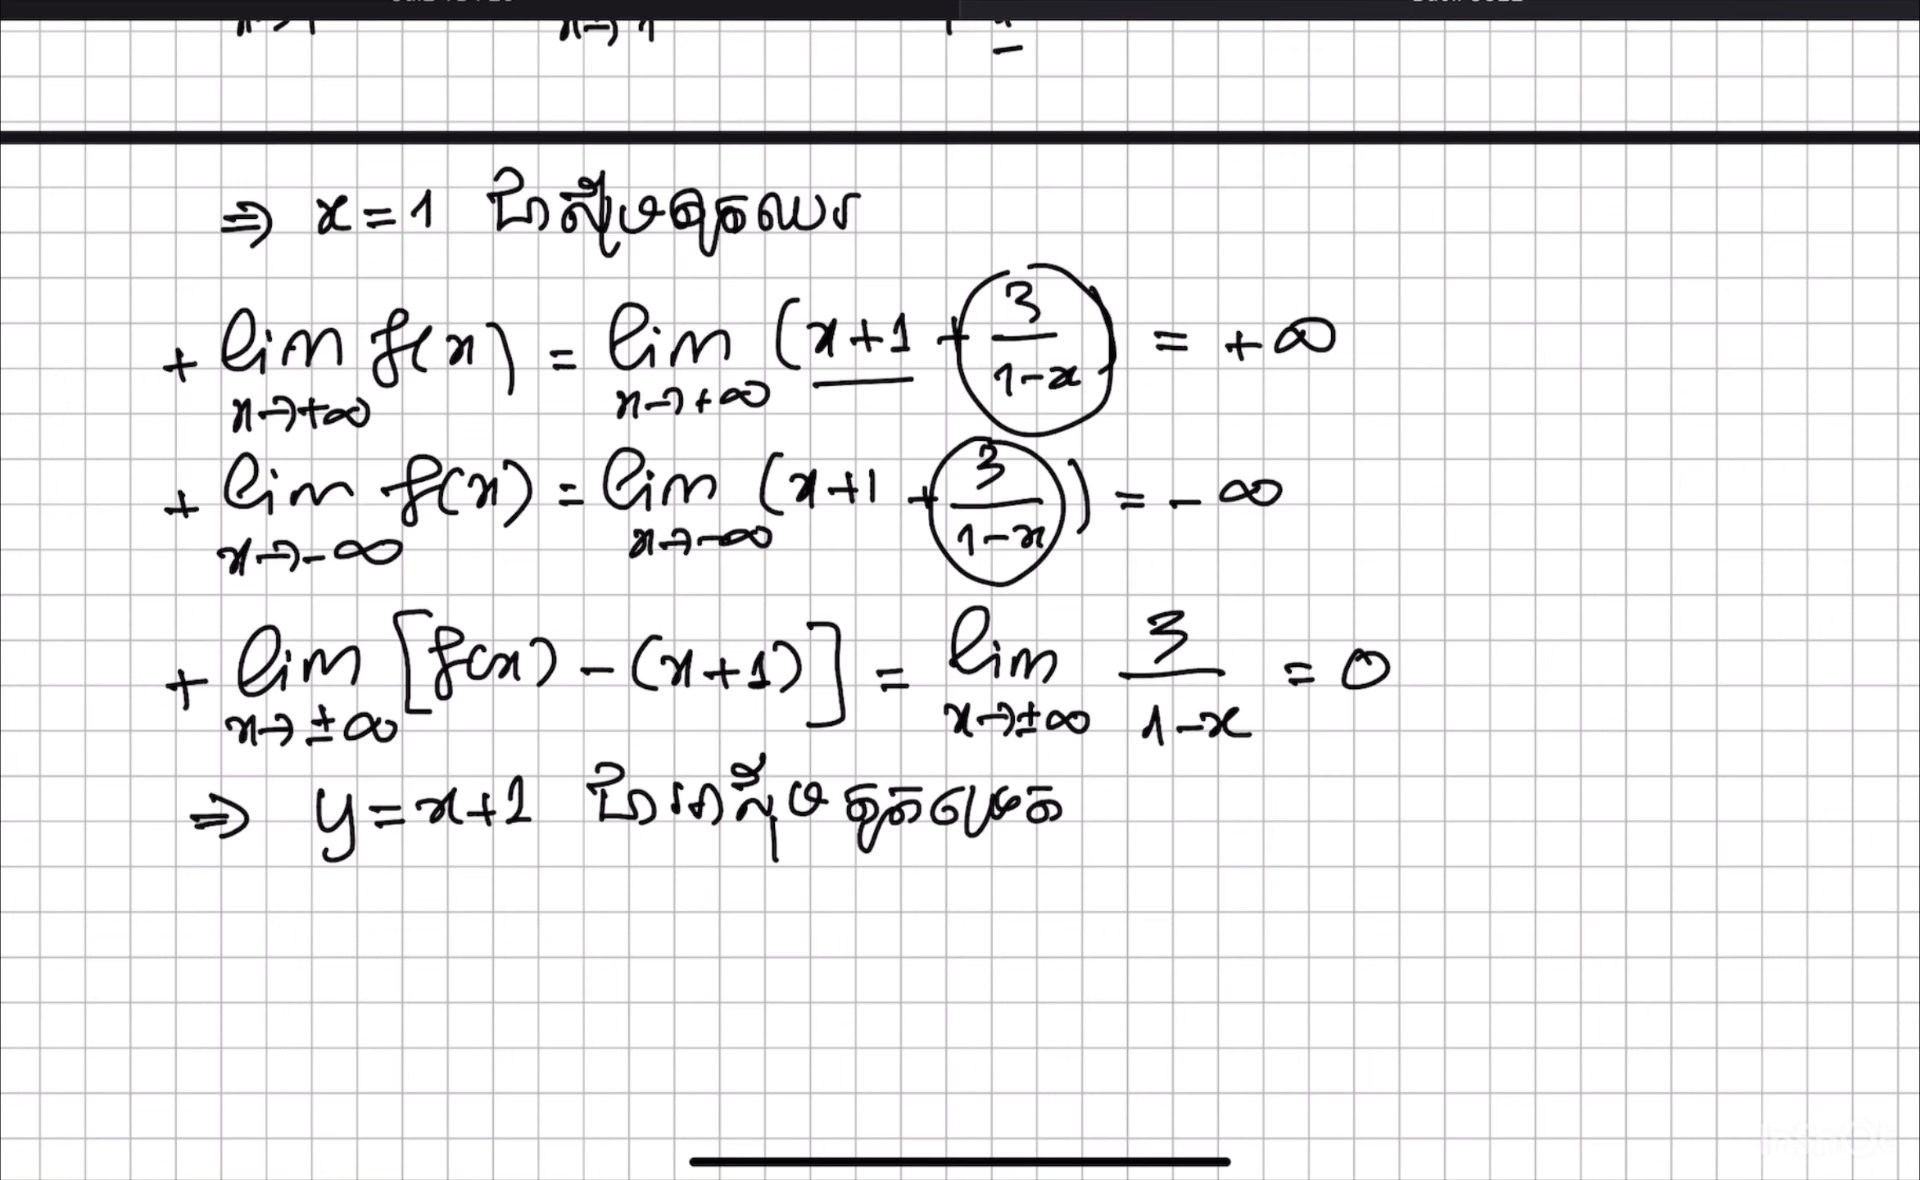 ⇒ x = 1 ជាអាស៊ីមតូតឈរ
+ lim f(x) = lim (x+1 + 3/(1-x)) = +∞
x→+∞ x→+∞
+ lim f(x) = lim (x+1 + 3/(1-x)) = -∞
x→-∞ x→-∞
+ lim [f(x) - (x+1)] = lim 3/(1-x) = 0
x→±∞ x→±∞
⇒ y = x+1 ជាអាស៊ីមតូតទ្រេត